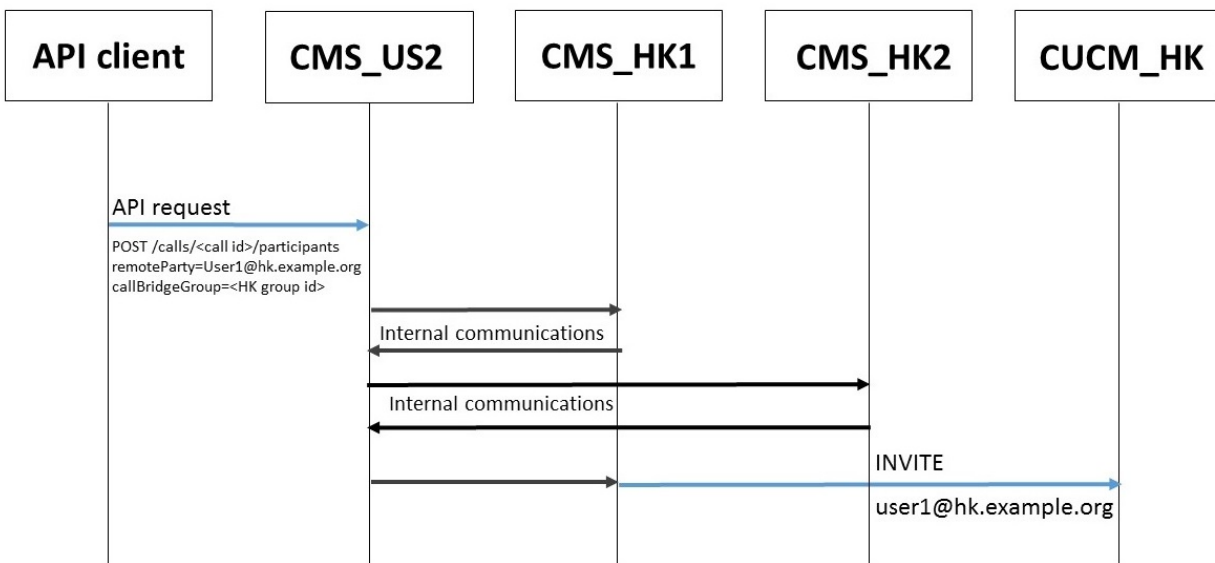 API client
CMS_US2
CMS_HK1
CMS_HK2
CUCM_HK
API request
POST /calls/<call id>/participants
remoteParty=User1@hk.example.org
callBridgeGroup=<HK group id>
Internal communications
Internal communications
INVITE
user1@hk.example.org